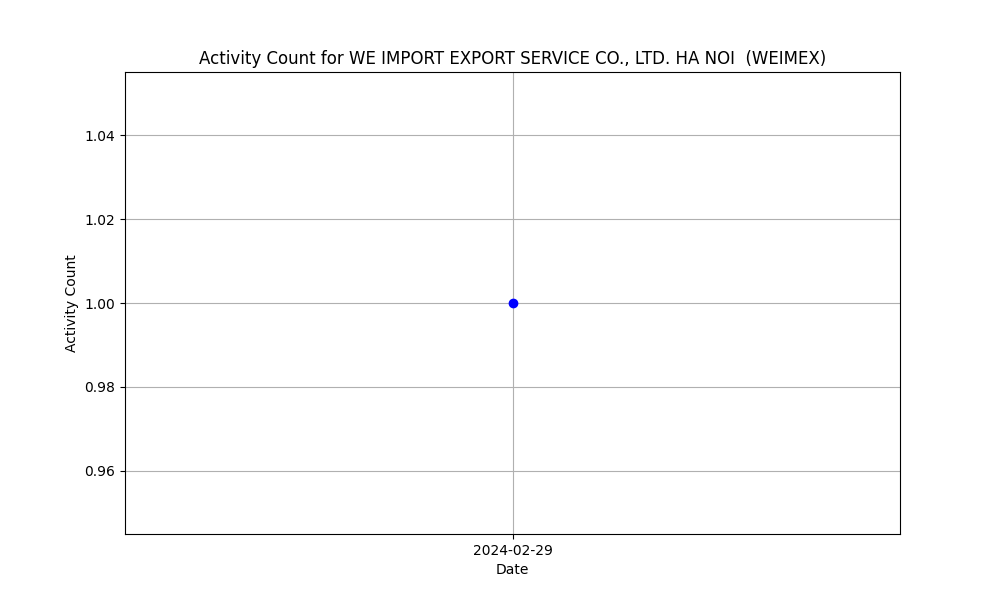 Activity Count for WE IMPORT EXPORT SERVICE CO., LTD. HA NOI  (WEIMEX)
1.04
1.02
1.00
0.98
0.96
Activity Count
2024-02-29
Date